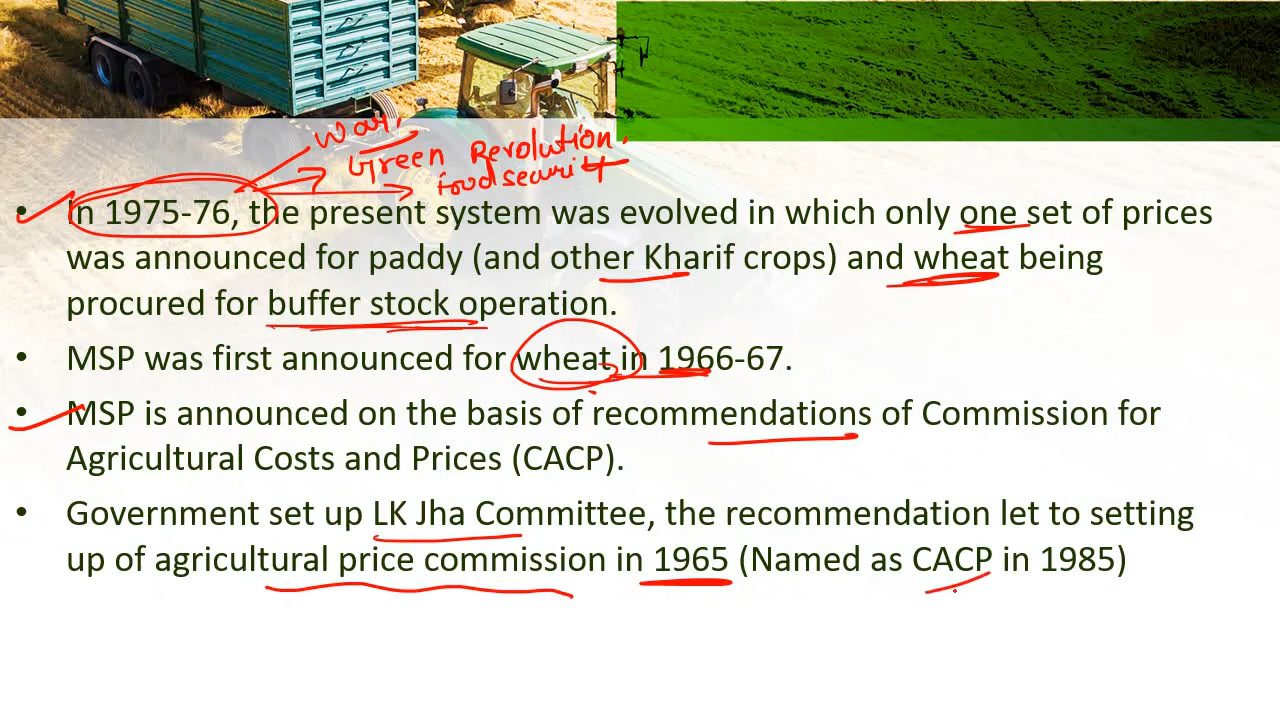 war,
Green Revolution.
food security
• In 1975-76, the present system was evolved in which only one set of prices
was announced for paddy (and other Kharif crops) and wheat being
procured for buffer stock operation.
• MSP was first announced for wheat in 1966-67.
• MSP is announced on the basis of recommendations of Commission for
Agricultural Costs and Prices (CACP).
• Government set up LK Jha Committee, the recommendation let to setting
up of agricultural price commission in 1965 (Named as CACP in 1985)